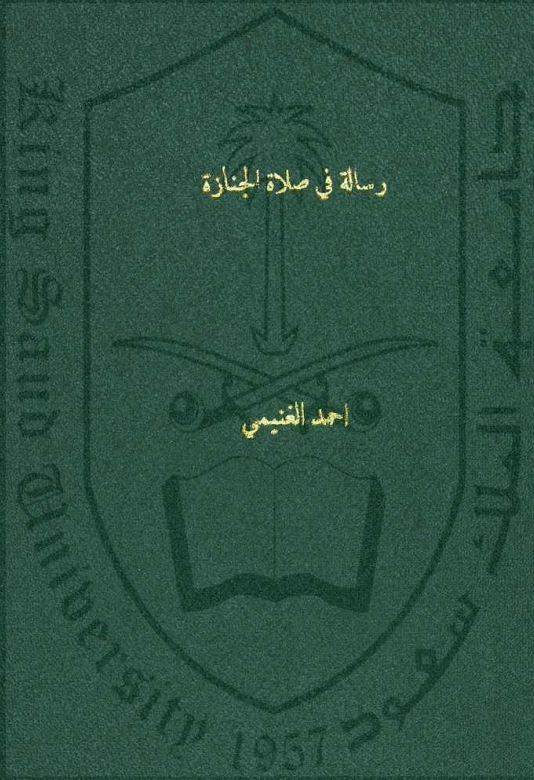 رسالة في صلاة الجنازة
احمد الغنيمي
جامعة الملك سعود
King Saud University
1957